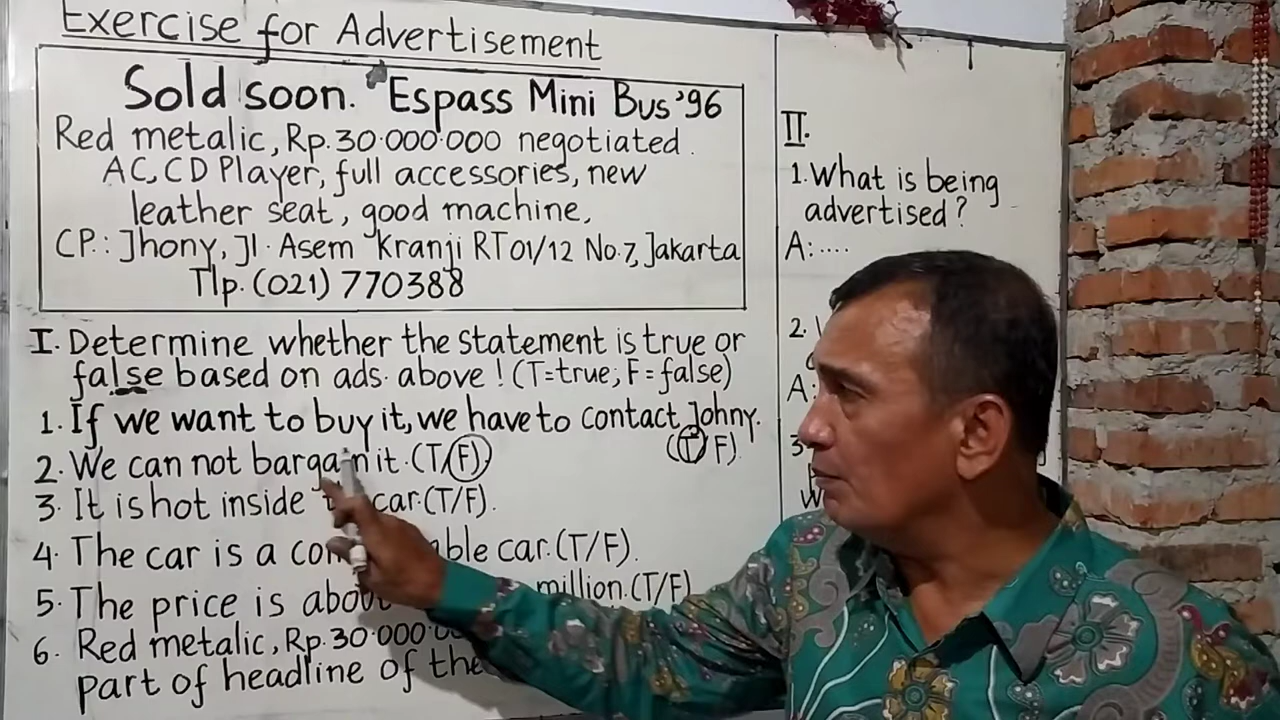 Exercise for Advertisement
Sold soon. Espass Mini Bus '96
Red metalic, Rp.30.000.000 negotiated.
AC, CD Player, full accessories, new
leather seat, good machine,
CP.: Jhony, Jl. Asem Kranji RT 01/12 No.7, Jakarta
Tlp. (021) 770388
I. Determine whether the statement is true or
false based on ads. above! (T=true, F=false)
1. If we want to buy it, we have to contact Johny.
(T F).
2. We can not bargain it. (T/F)
3. It is hot inside car. (T/F).
4. The car is a car. (T/F).
5. The price is million. (T/F)
6. Red metalic, Rp.30.000
part of headline of the
II.
1. What is being
advertised?
A: ....
2.
A:
3
W